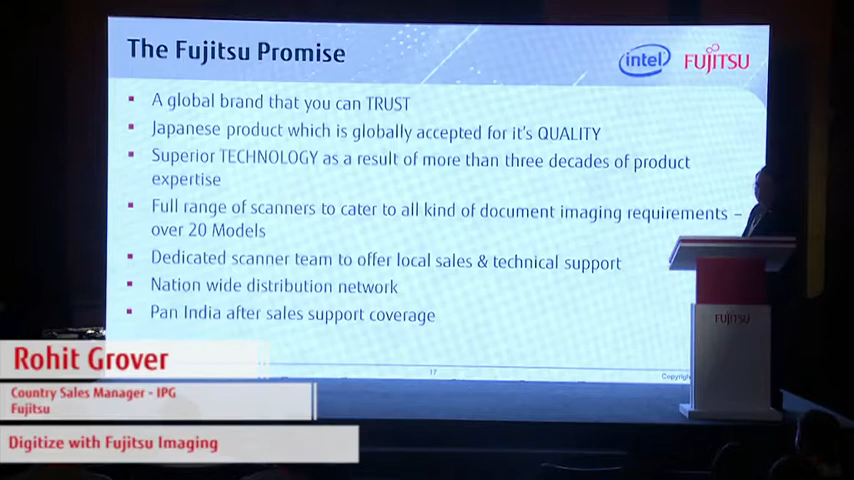 The Fujitsu Promise
intel
FUJITSU
▪ A global brand that you can TRUST
▪ Japanese product which is globally accepted for it's QUALITY
▪ Superior TECHNOLOGY as a result of more than three decades of product
expertise
▪ Full range of scanners to cater to all kind of document imaging requirements –
over 20 Models
▪ Dedicated scanner team to offer local sales & technical support
▪ Nation wide distribution network
▪ Pan India after sales support coverage
FUJITSU
17
Rohit Grover
Country Sales Manager - IPG
Fujitsu
Digitize with Fujitsu Imaging